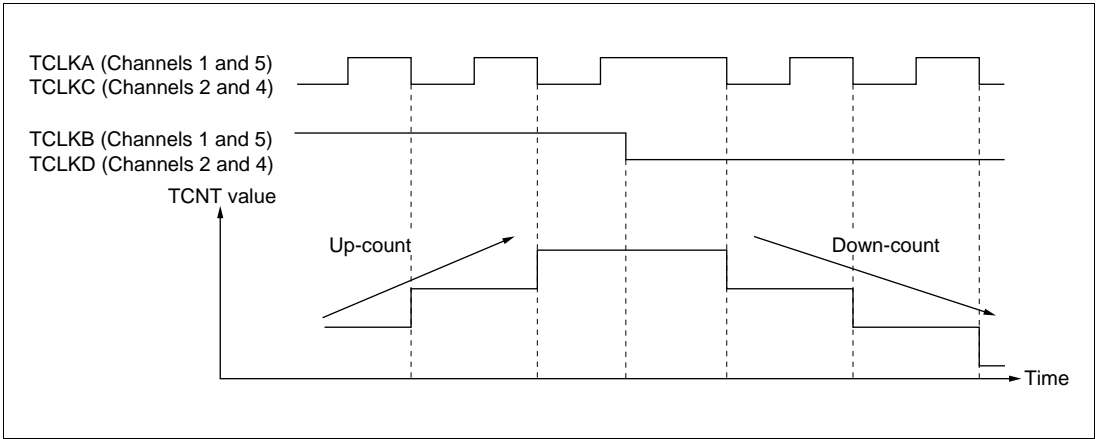 TCLKA (Channels 1 and 5)
TCLKC (Channels 2 and 4)
TCLKB (Channels 1 and 5)
TCLKD (Channels 2 and 4)
TCNT value
Up-count
Down-count
Time